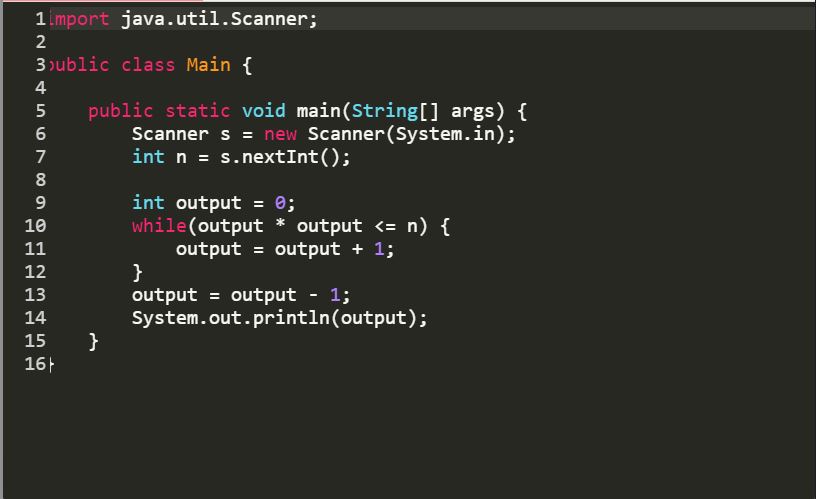 1 import java.util.Scanner;
2
3 public class Main {
4
5 public static void main(String[] args) {
6 Scanner s = new Scanner(System.in);
7 int n = s.nextInt();
8
9 int output = 0;
10 while(output * output <= n) {
11 output = output + 1;
12 }
13 output = output - 1;
14 System.out.println(output);
15 }
16 }